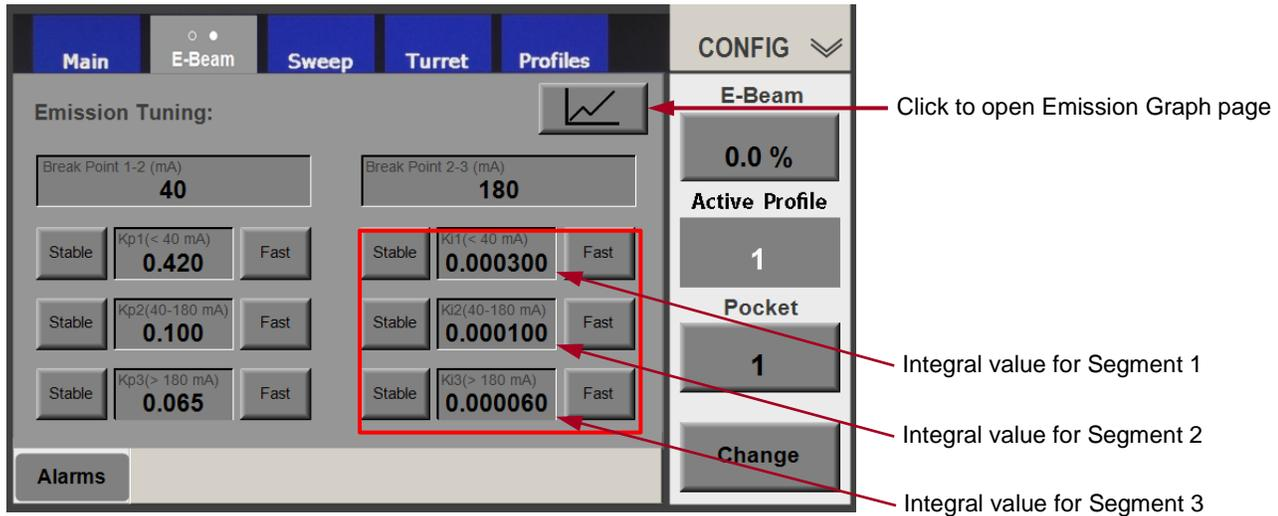 Main
E-Beam
Sweep
Turret
Profiles
CONFIG
Emission Tuning:
Click to open Emission Graph page
Break Point 1-2 (mA)
40
Break Point 2-3 (mA)
180
Stable
Kp1(< 40 mA)
0.420
Fast
Stable
Ki1(< 40 mA)
0.000300
Fast
Stable
Kp2(40-180 mA)
0.100
Fast
Stable
Ki2(40-180 mA)
0.000100
Fast
Stable
Kp3(> 180 mA)
0.065
Fast
Stable
Ki3(> 180 mA)
0.000060
Fast
Alarms
E-Beam
0.0 %
Active Profile
1
Pocket
1
Change
Integral value for Segment 1
Integral value for Segment 2
Integral value for Segment 3